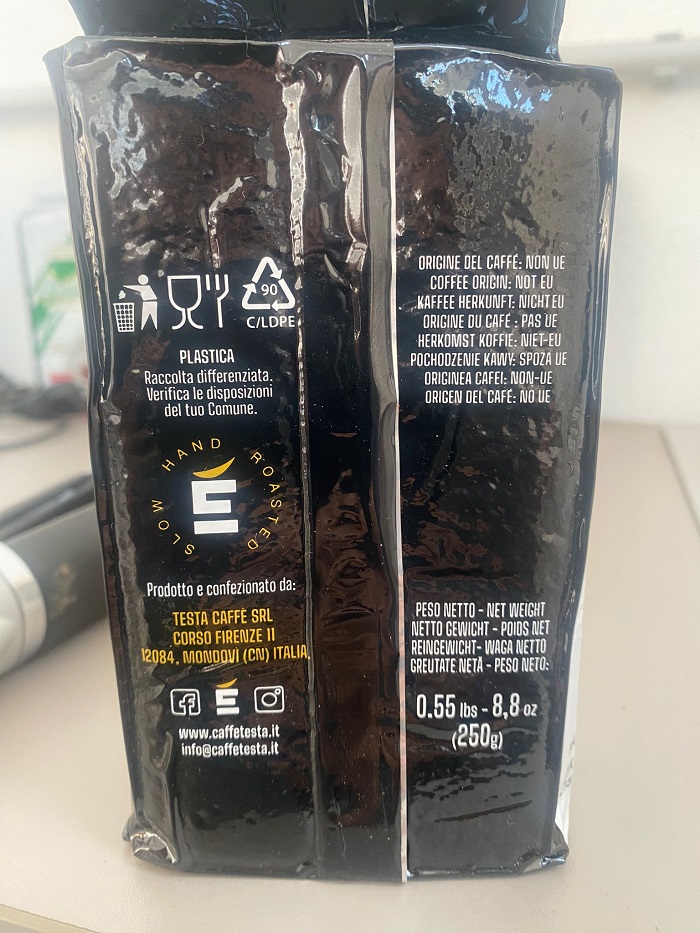 90
C/LDPE
PLASTICA
Raccolta differenziata.
Verifica le disposizioni
del tuo Comune.
SLOW HAND ROASTED
Prodotto e confezionato da:
TESTA CAFFÈ SRL
CORSO FIRENZE 11
12084, MONDOVÌ (CN) ITALIA
www.caffetesta.it
info@caffetesta.it
ORIGINE DEL CAFFÉ: NON UE
COFFEE ORIGIN: NOT EU
KAFFEE HERKUNFT: NICHT EU
ORIGINE DU CAFÉ : PAS UE
HERKOMST KOFFIE: NIET-EU
POCHODZENIE KAWY: SPOZA UE
ORIGINEA CAFEI: NON-UE
ORIGEN DEL CAFÉ: NO UE
PESO NETTO - NET WEIGHT
NETTO GEWICHT - POIDS NET
REINGEWICHT- WAGA NETTO
GREUTATE NETĂ - PESO NETO:
0.55 lbs - 8,8 oz
(250g)